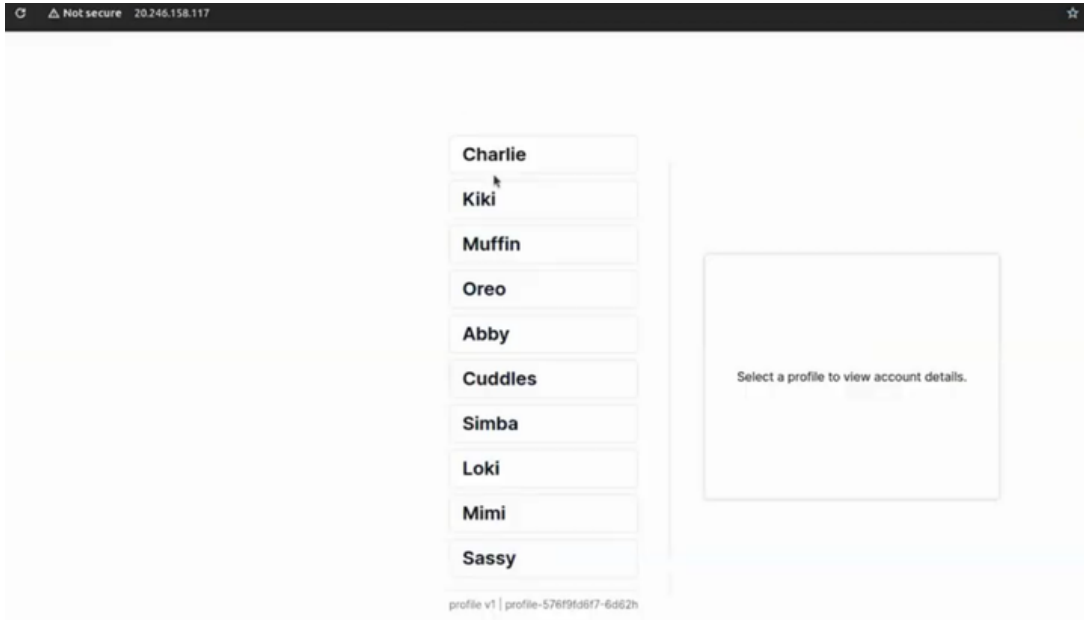 Not secure 20.246.158.117
Charlie
Kiki
Muffin
Oreo
Abby
Cuddles
Simba
Loki
Mimi
Sassy
Select a profile to view account details.
profile v1 | profile-576f9fd6f7-6d62h